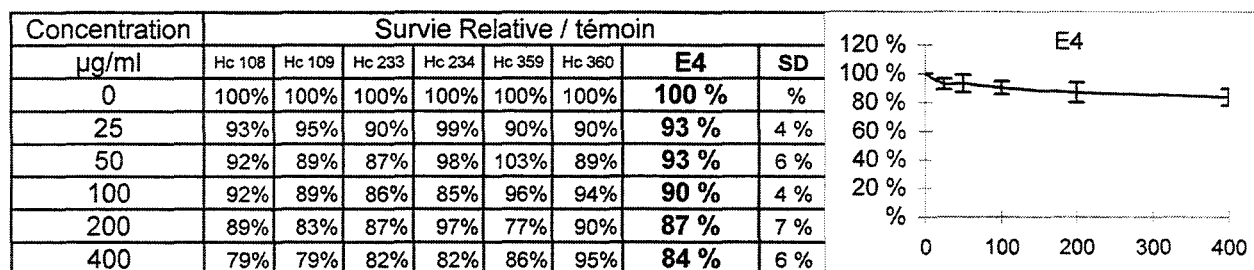 Concentration Survie Relative / témoin
µg/ml Hc 108 Hc 109 Hc 233 Hc 234 Hc 359 Hc 360 E4 SD
0 100% 100% 100% 100% 100% 100% 100 % %
25 93% 95% 90% 99% 90% 90% 93 % 4 %
50 92% 89% 87% 98% 103% 89% 93 % 6 %
100 92% 89% 86% 85% 96% 94% 90 % 4 %
200 89% 83% 87% 97% 77% 90% 87 % 7 %
400 79% 79% 82% 82% 86% 95% 84 % 6 %
E4
120 %
100 %
80 %
60 %
40 %
20 %
%
0 100 200 300 400